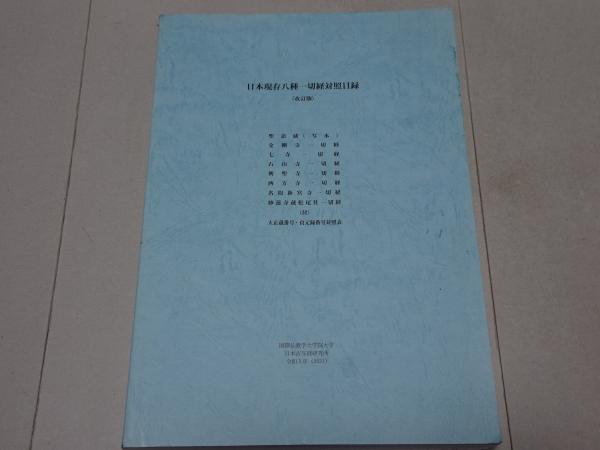 日本現存八種一切経対照目録
(改訂版)
聖語蔵(写本)
金剛寺一切経
七寺一切経
石山寺一切経
興聖寺一切経
西方寺一切経
名取新宮寺一切経
妙蓮寺蔵松尾社一切経
(付)
大正蔵番号・貞元録番号対照表
国際仏教学大学院大学
日本古写経研究所